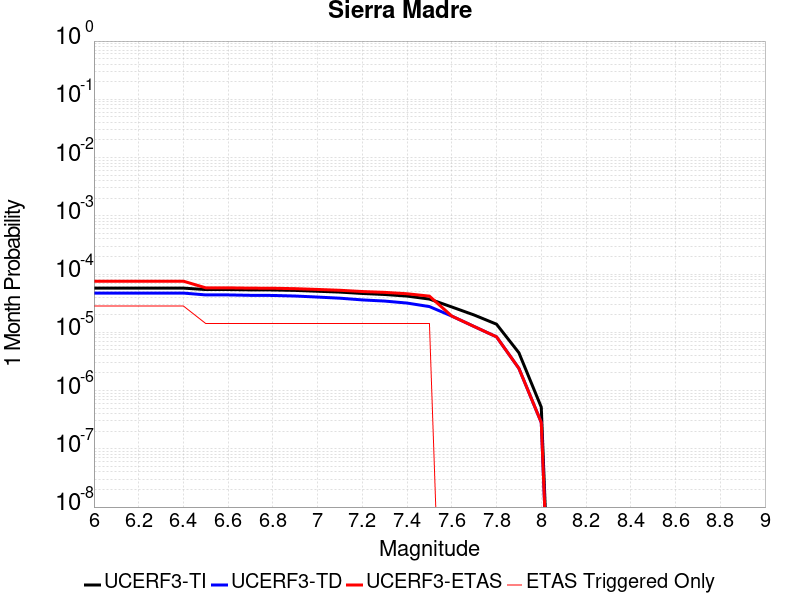 Sierra Madre
1 Month Probability
10 0
10 -1
10 -2
10 -3
10 -4
10 -5
10 -6
10 -7
10 -8
6 6.2 6.4 6.6 6.8 7 7.2 7.4 7.6 7.8 8 8.2 8.4 8.6 8.8 9
Magnitude
UCERF3-TI UCERF3-TD UCERF3-ETAS ETAS Triggered Only